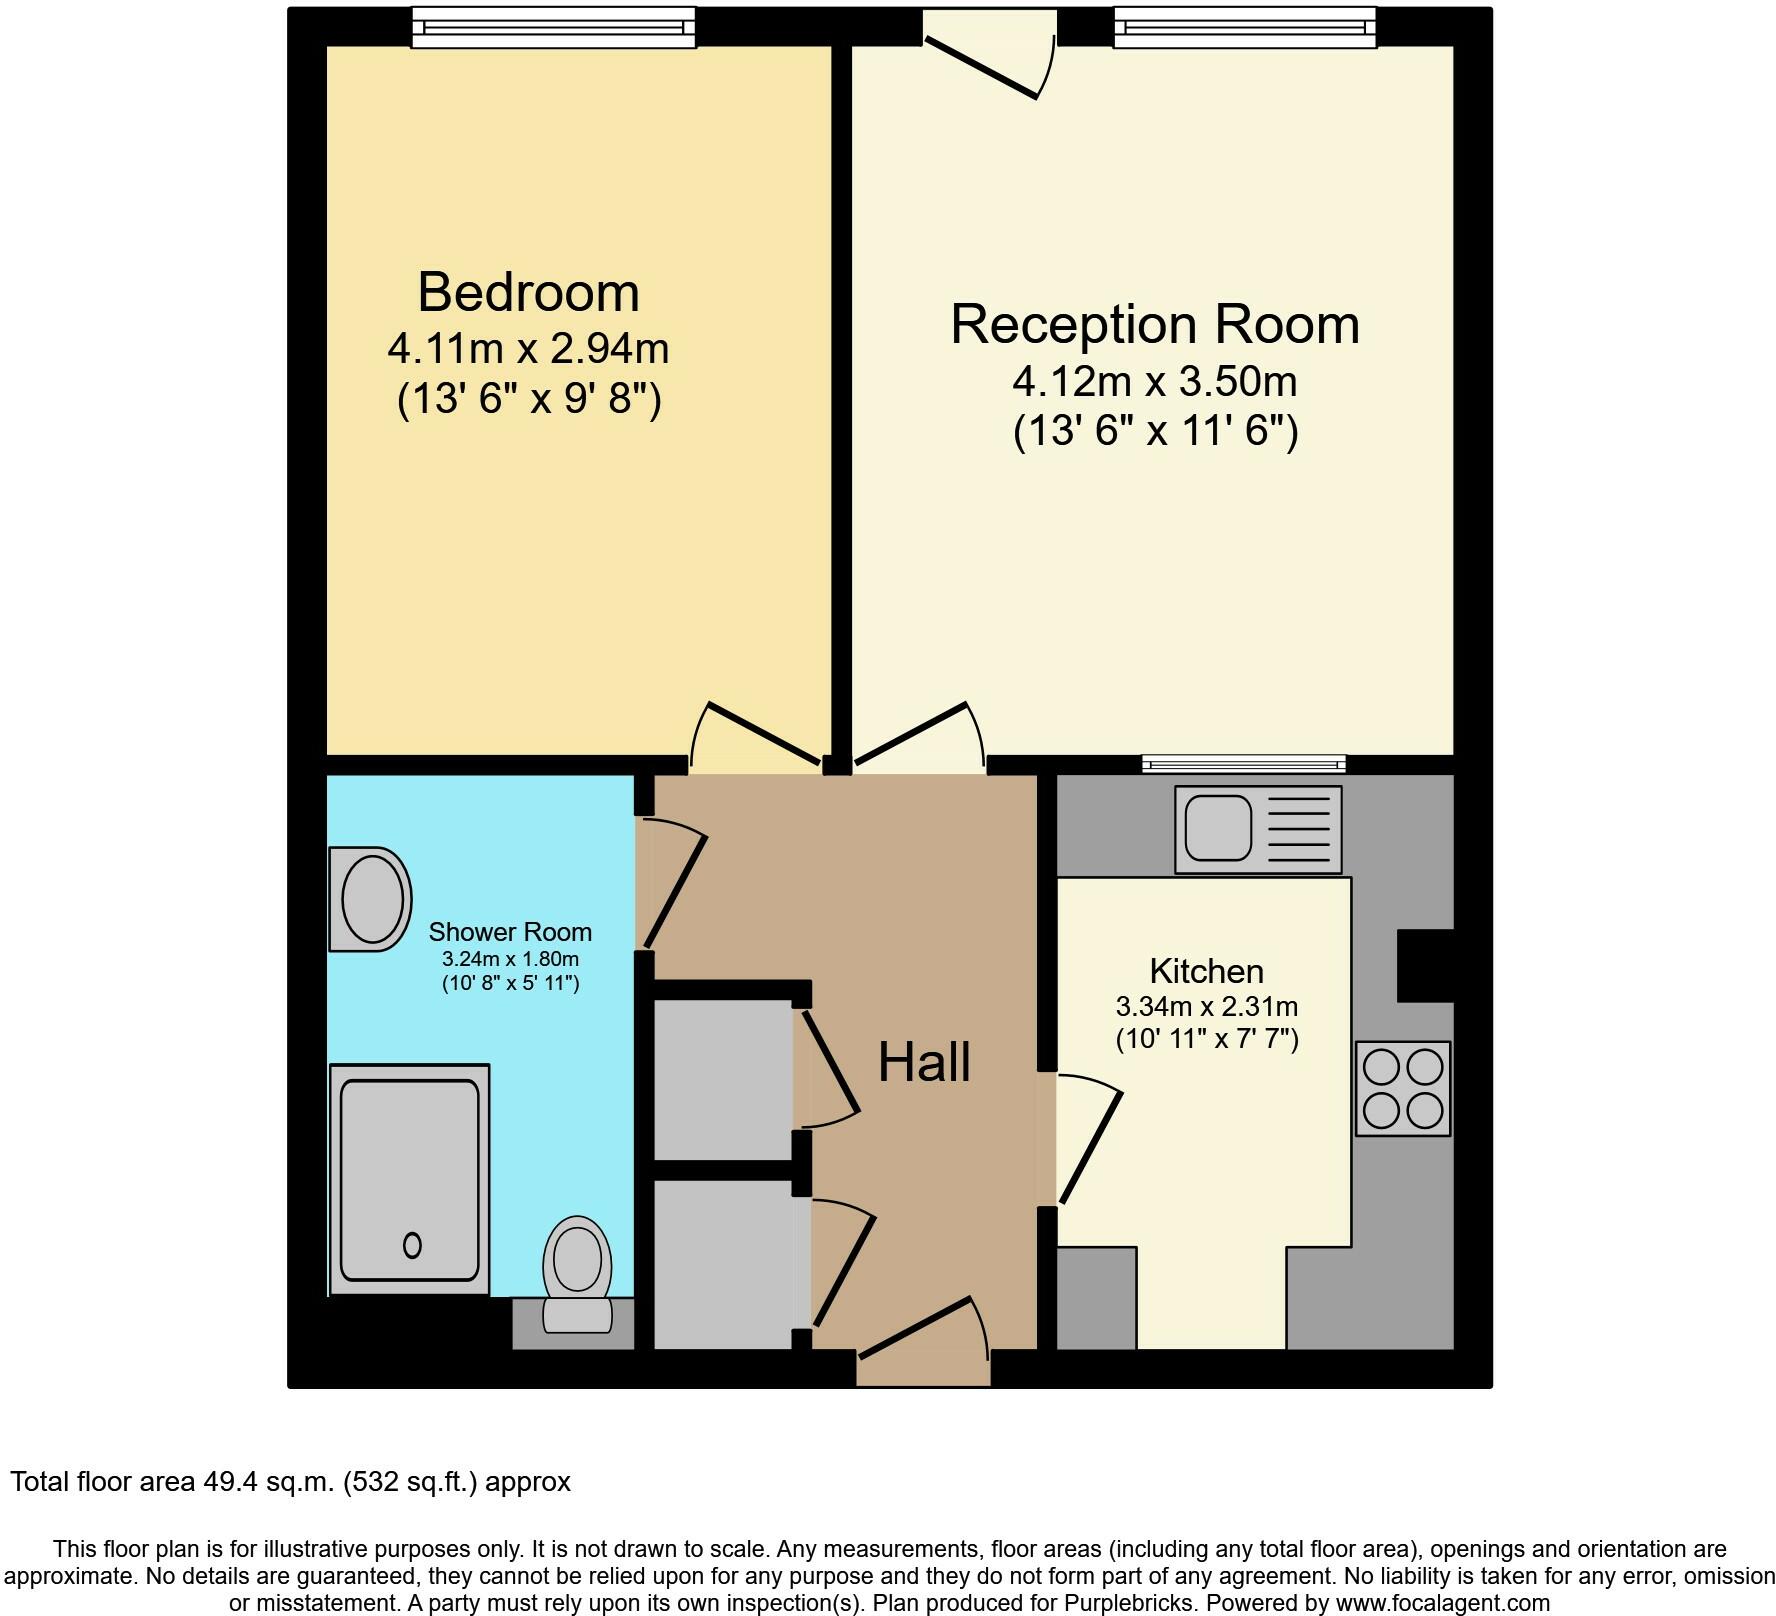 Bedroom
4.11m x 2.94m
(13' 6" x 9' 8")
Reception Room
4.12m x 3.50m
(13' 6" x 11' 6")
Shower Room
3.24m x 1.80m
(10' 8" x 5' 11")
Kitchen
3.34m x 2.31m
(10' 11" x 7' 7")
Hall
Total floor area 49.4 sq.m. (532 sq.ft.) approx
This floor plan is for illustrative purposes only. It is not drawn to scale. Any measurements, floor areas (including any total floor area), openings and orientation are
approximate. No details are guaranteed, they cannot be relied upon for any purpose and they do not form part of any agreement. No liability is taken for any error, omission
or misstatement. A party must rely upon its own inspection(s). Plan produced for Purplebricks. Powered by www.focalagent.com